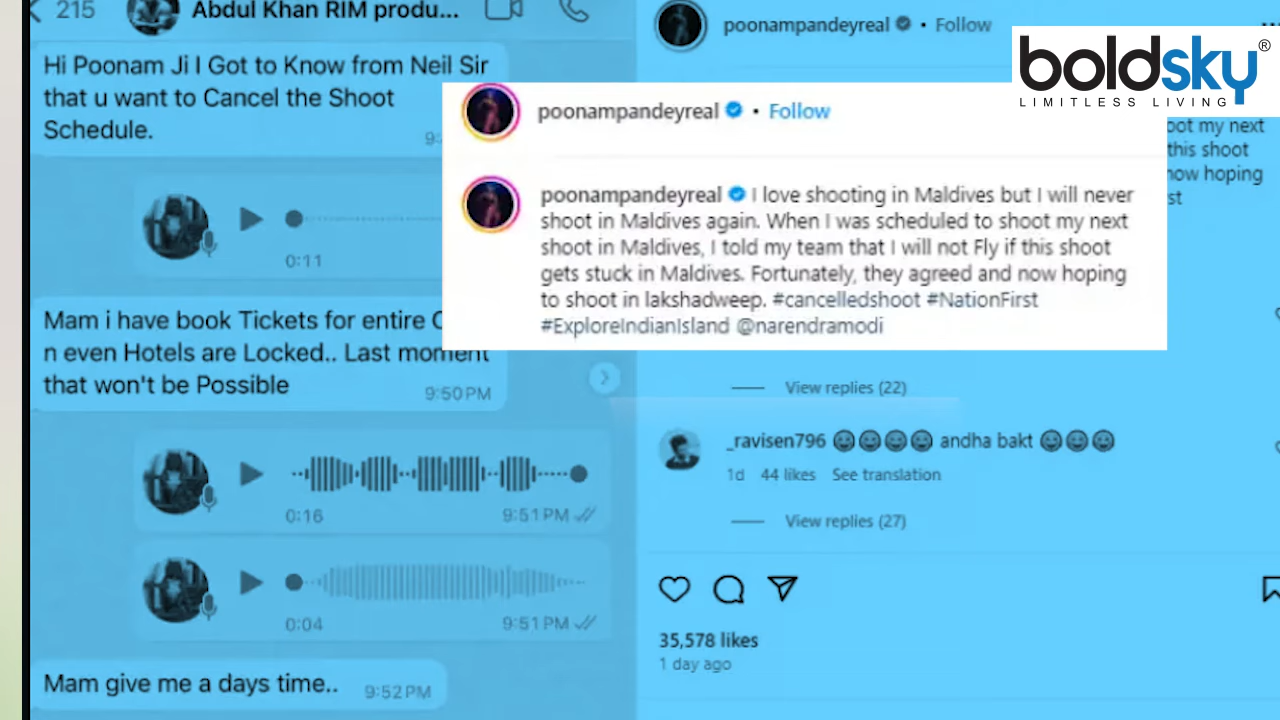 215
Abdul Khan RIM produ...
Hi Poonam Ji I Got to Know from Neil Sir
that u want to Cancel the Shoot
Schedule.
0:11
Mam i have book Tickets for entire
n even Hotels are Locked.. Last moment
that won't be Possible
9:50 PM
0:16
9:51 PM
0:04
9:51 PM
Mam give me a days time..
9:52 PM
poonampandeyreal • Follow
boldsky®
LIMITLESS LIVING
poonampandeyreal • Follow
poonampandeyreal I love shooting in Maldives but I will never
shoot in Maldives again. When I was scheduled to shoot my next
shoot in Maldives, I told my team that I will not Fly if this shoot
gets stuck in Maldives. Fortunately, they agreed and now hoping
to shoot in lakshadweep. #cancelledshoot #NationFirst
#ExploreIndianIsland @narendramodi
my next
this shoot
hoping
View replies (22)
_ravisen796 😂😂😂😂 andha bakt 😂😂😂
1d 44 likes See translation
View replies (27)
35,578 likes
1 day ago